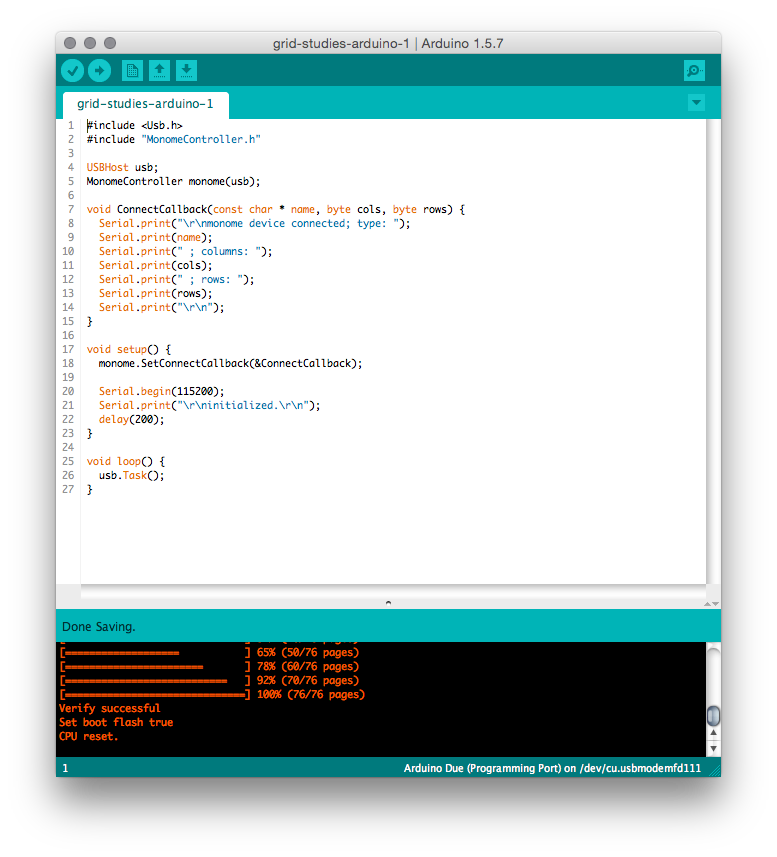 grid-studies-arduino-1 | Arduino 1.5.7
grid-studies-arduino-1
1 #include <Usb.h>
2 #include "MonomeController.h"
3
4 USBHost usb;
5 MonomeController monome(usb);
6
7 void ConnectCallback(const char * name, byte cols, byte rows) {
8   Serial.print("\r\nmonome device connected; type: ");
9   Serial.print(name);
10   Serial.print(" ; columns: ");
11   Serial.print(cols);
12   Serial.print(" ; rows: ");
13   Serial.print(rows);
14   Serial.print("\r\n");
15 }
16
17 void setup() {
18   monome.SetConnectCallback(&ConnectCallback);
19
20   Serial.begin(115200);
21   Serial.print("\r\ninitialized.\r\n");
22   delay(200);
23 }
24
25 void loop() {
26   usb.Task();
27 }
Done Saving.
[===================           ] 65% (50/76 pages)
[=======================       ] 78% (60/76 pages)
[===========================   ] 92% (70/76 pages)
[==============================] 100% (76/76 pages)
Verify successful
Set boot flash true
CPU reset.
1 Arduino Due (Programming Port) on /dev/cu.usbmodemfd111